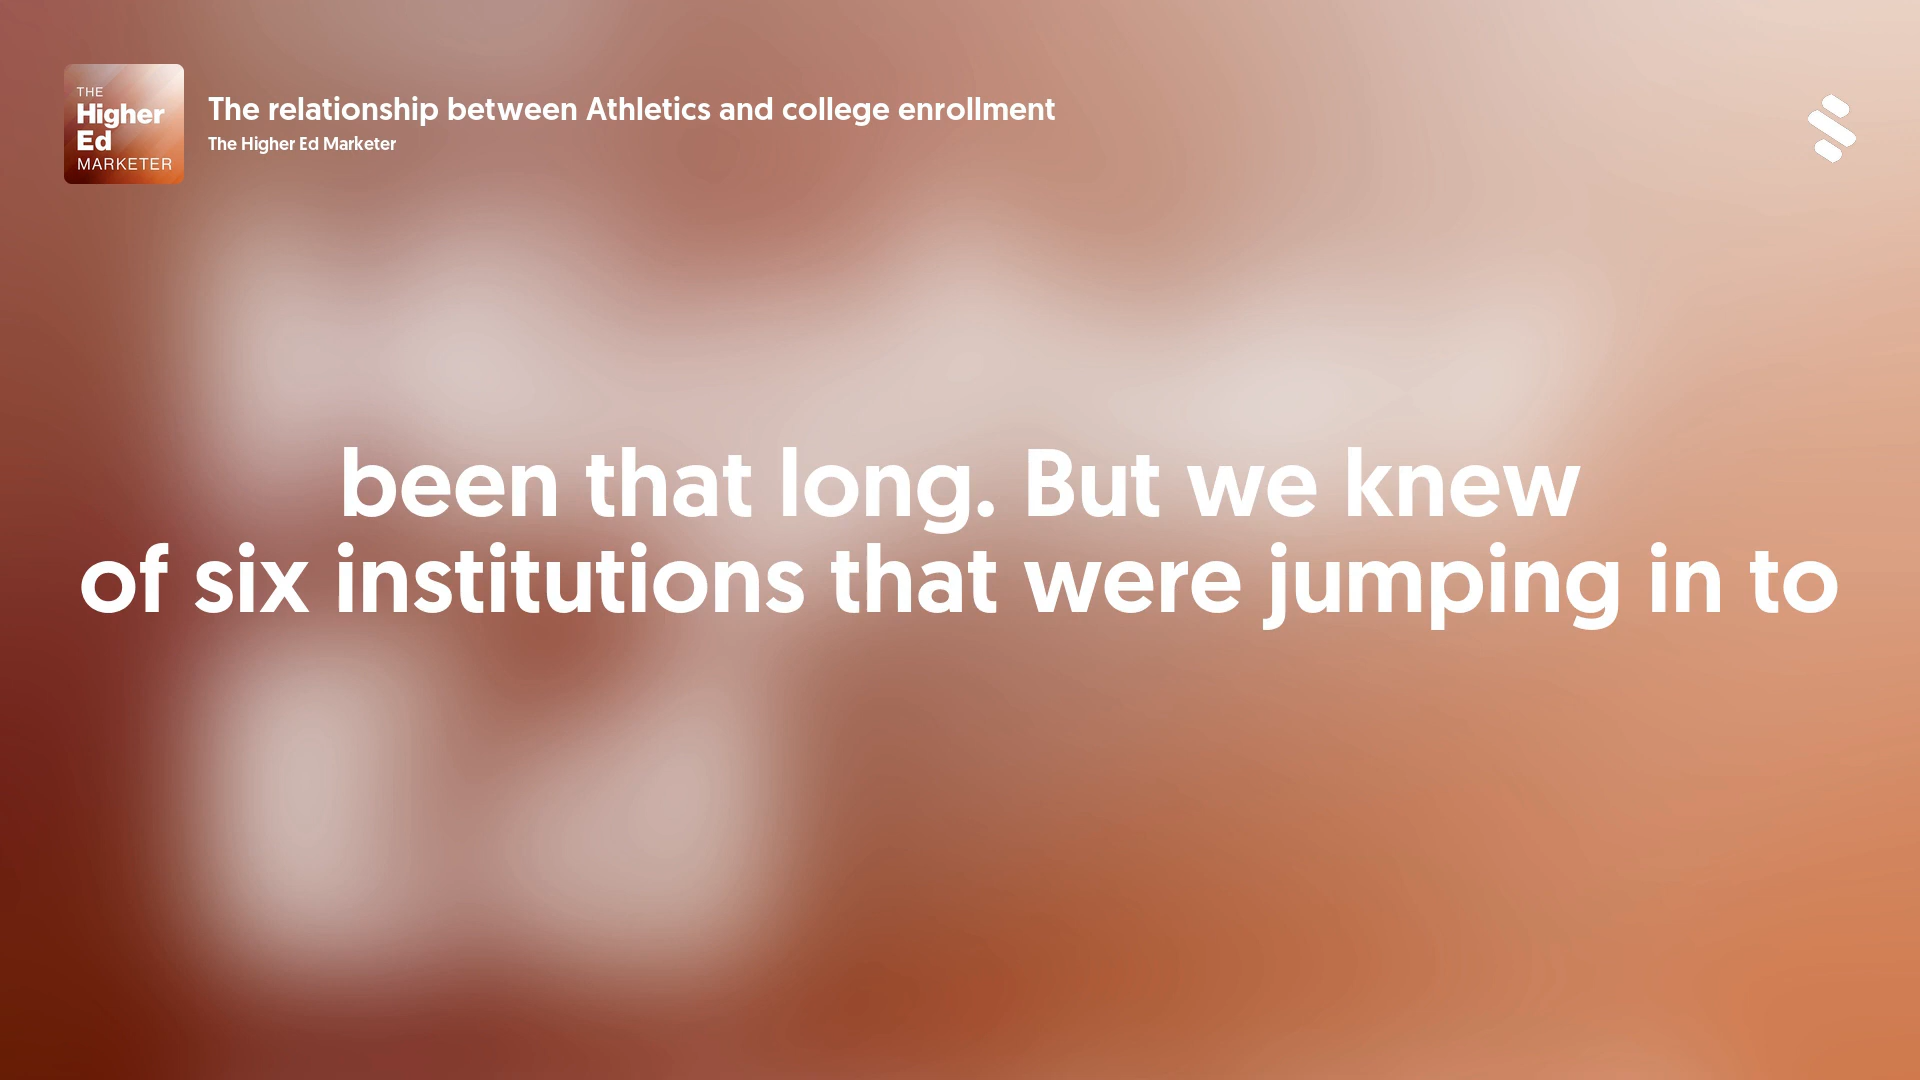 THE
Higher
Ed
MARKETER
The relationship between Athletics and college enrollment
The Higher Ed Marketer
been that long. But we knew
of six institutions that were jumping in to